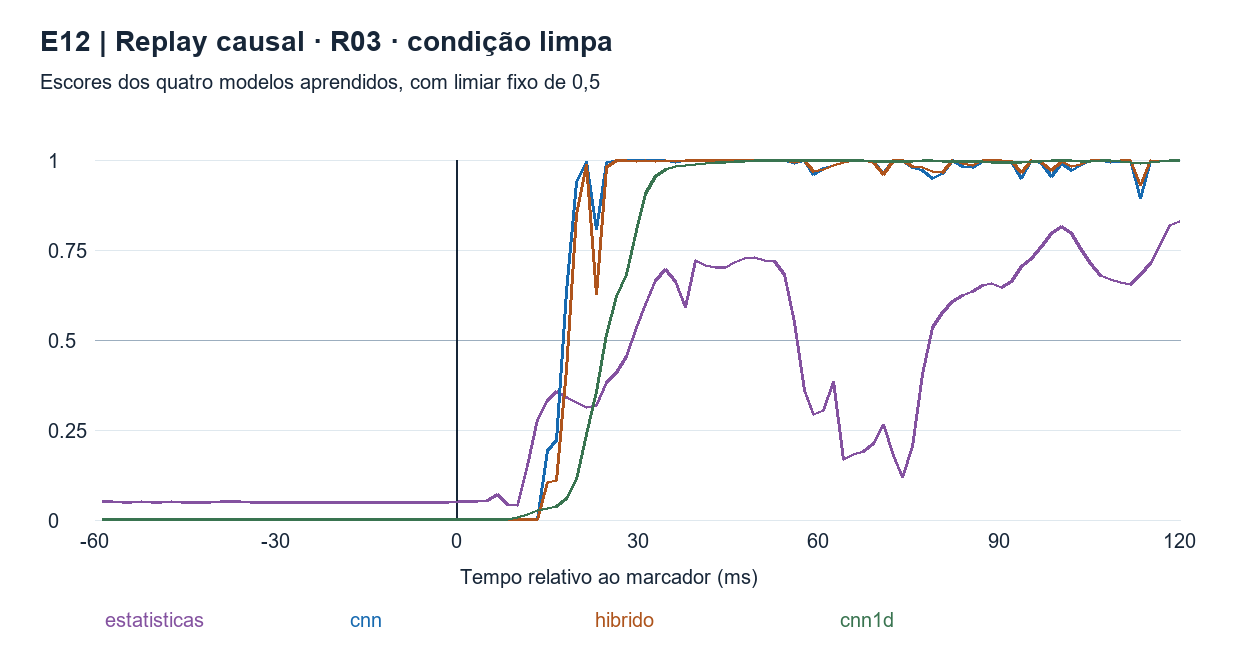 E12 | Replay causal · R03 · condição limpa
Escores dos quatro modelos aprendidos, com limiar fixo de 0,5
1
0.75
0.5
0.25
0
-60 -30 0 30 60 90 120
Tempo relativo ao marcador (ms)
estatisticas cnn hibrido cnn1d